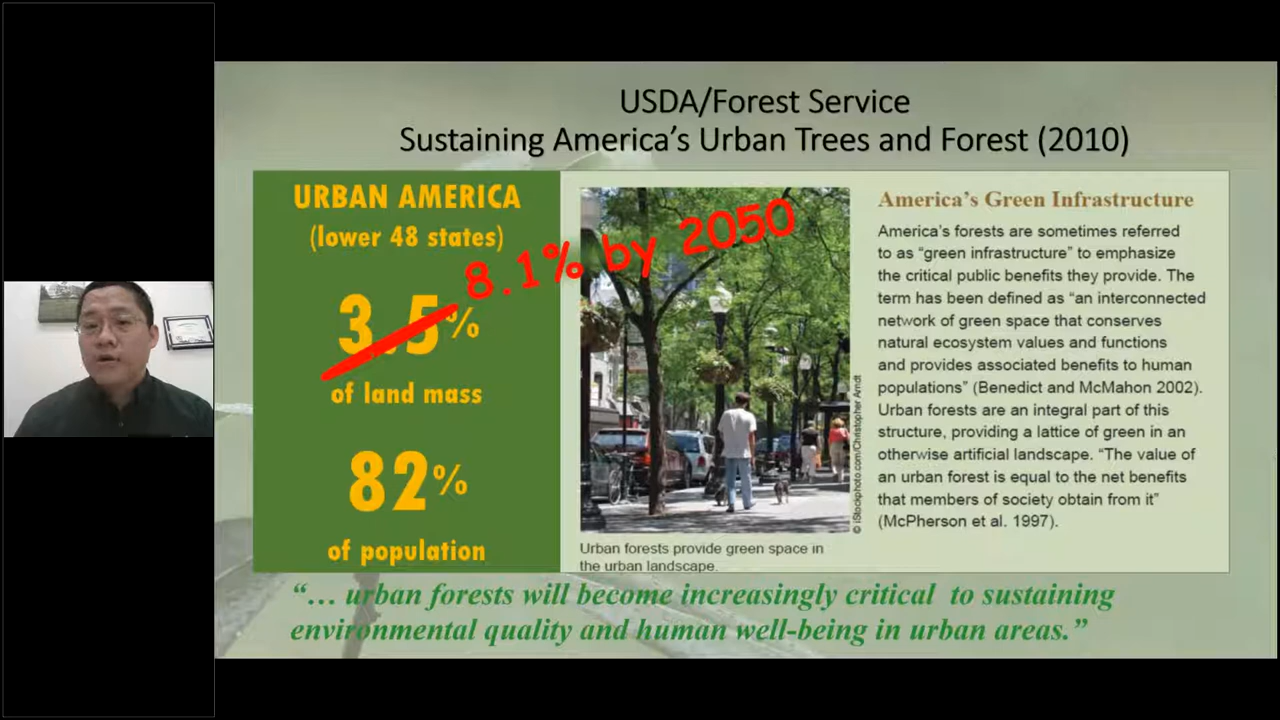 USDA/Forest Service
Sustaining America's Urban Trees and Forest (2010)
URBAN AMERICA
(lower 48 states)
8.1% by 2050
3.5%
of land mass
82%
of population
© iStockphoto.com/Christopher Arndt
Urban forests provide green space in
the urban landscape.
America's Green Infrastructure
America's forests are sometimes referred
to as “green infrastructure” to emphasize
the critical public benefits they provide. The
term has been defined as “an interconnected
network of green space that conserves
natural ecosystem values and functions
and provides associated benefits to human
populations” (Benedict and McMahon 2002).
Urban forests are an integral part of this
structure, providing a lattice of green in an
otherwise artificial landscape. “The value of
an urban forest is equal to the net benefits
that members of society obtain from it”
(McPherson et al. 1997).
“… urban forests will become increasingly critical to sustaining
environmental quality and human well-being in urban areas.”